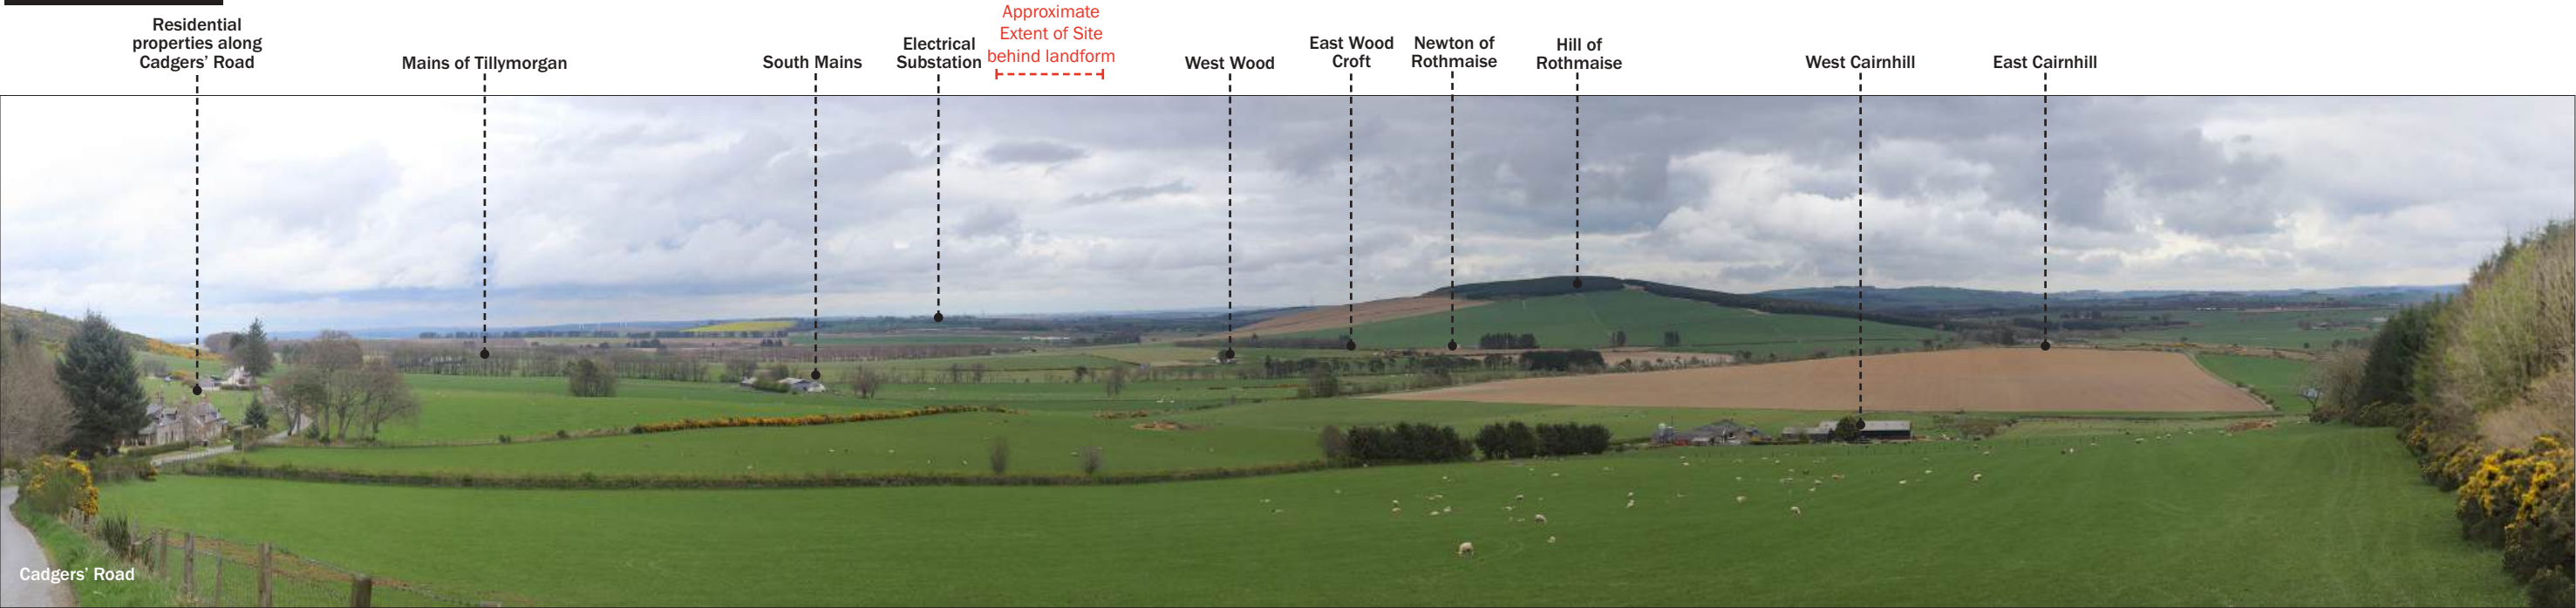 Residential
properties along
Cadgers' Road
Mains of Tillymorgan
South Mains
Electrical
Substation
Approximate
Extent of Site
behind landform
West Wood
East Wood
Croft
Newton of
Rothmaise
Hill of
Rothmaise
West Cairnhill
East Cairnhill
Cadgers' Road